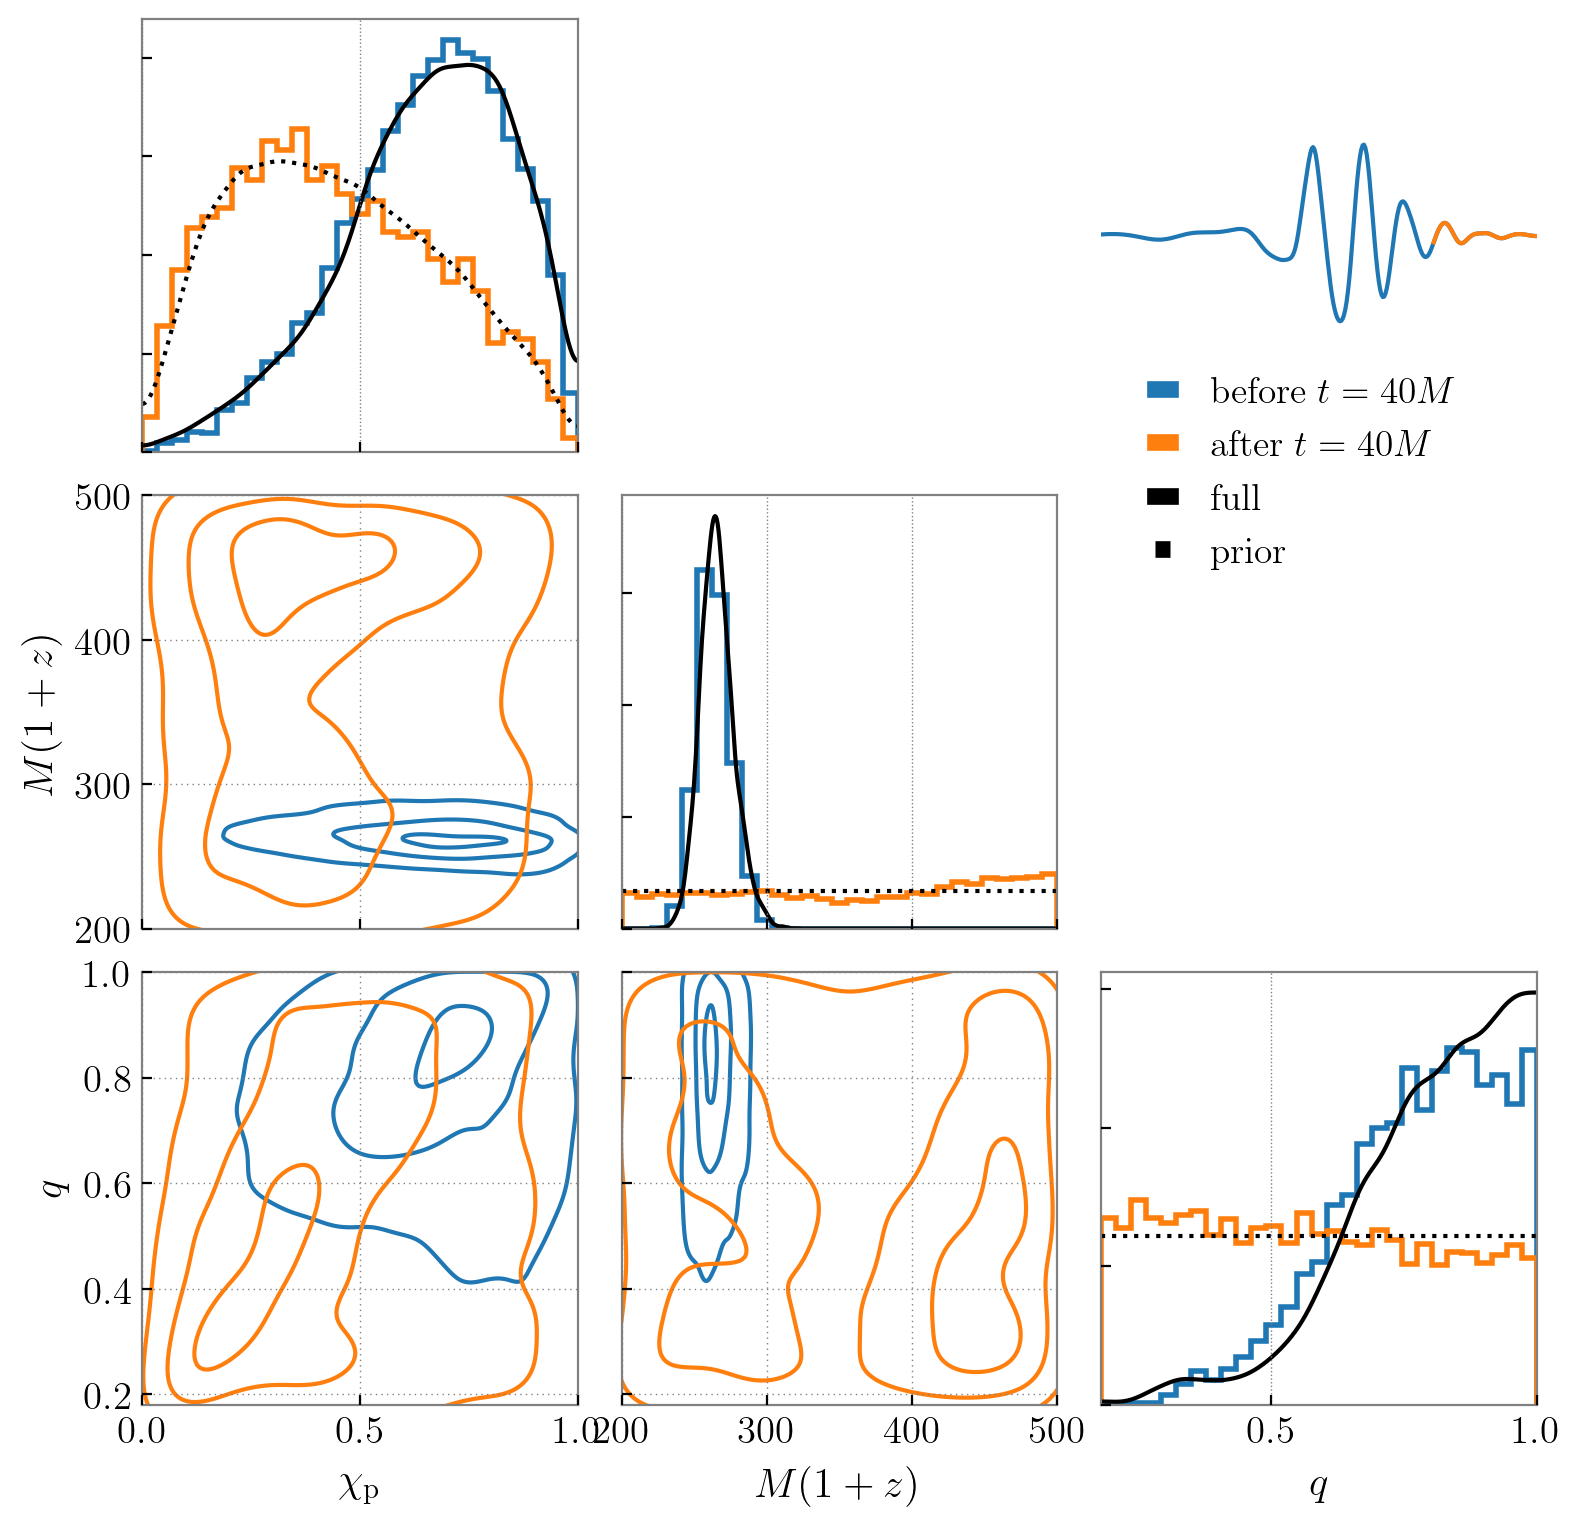 before t = 40M
after t = 40M
full
prior
500
400
300
200
M(1 + z)
1.0
0.8
0.6
0.4
0.2
q
0.0 0.5 1.0 200 300 400 500 0.5 1.0
χp M(1 + z) q